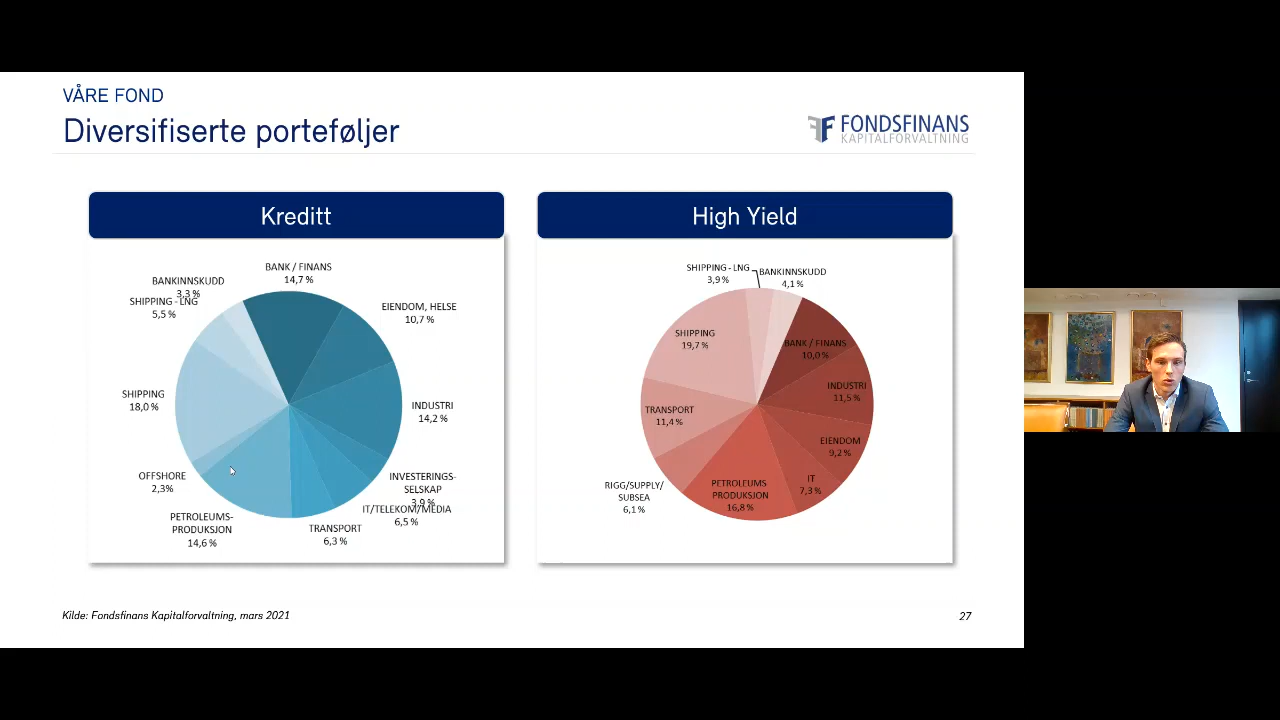 VÅRE FOND
Diversifiserte porteføljer
FONDSFINANS
KAPITALFORVALTNING
Kreditt
BANK / FINANS
14,7 %
BANKINNSKUDD
3,3 %
SHIPPING - LNG
5,5 %
EIENDOM, HELSE
10,7 %
SHIPPING
18,0 %
INDUSTRI
14,2 %
OFFSHORE
2,3%
INVESTERINGS-
SELSKAP
3,9 %
IT/TELEKOM/MEDIA
6,5 %
PETROLEUMS-
PRODUKSJON
14,6 %
TRANSPORT
6,3 %
High Yield
SHIPPING - LNG
3,9 %
BANKINNSKUDD
4,1 %
SHIPPING
19,7 %
BANK / FINANS
10,0 %
INDUSTRI
11,5 %
TRANSPORT
11,4 %
EIENDOM
9,2 %
IT
7,3 %
PETROLEUMS
PRODUKSJON
16,8 %
RIGG/SUPPLY/
SUBSEA
6,1 %
Kilde: Fondsfinans Kapitalforvaltning, mars 2021
27